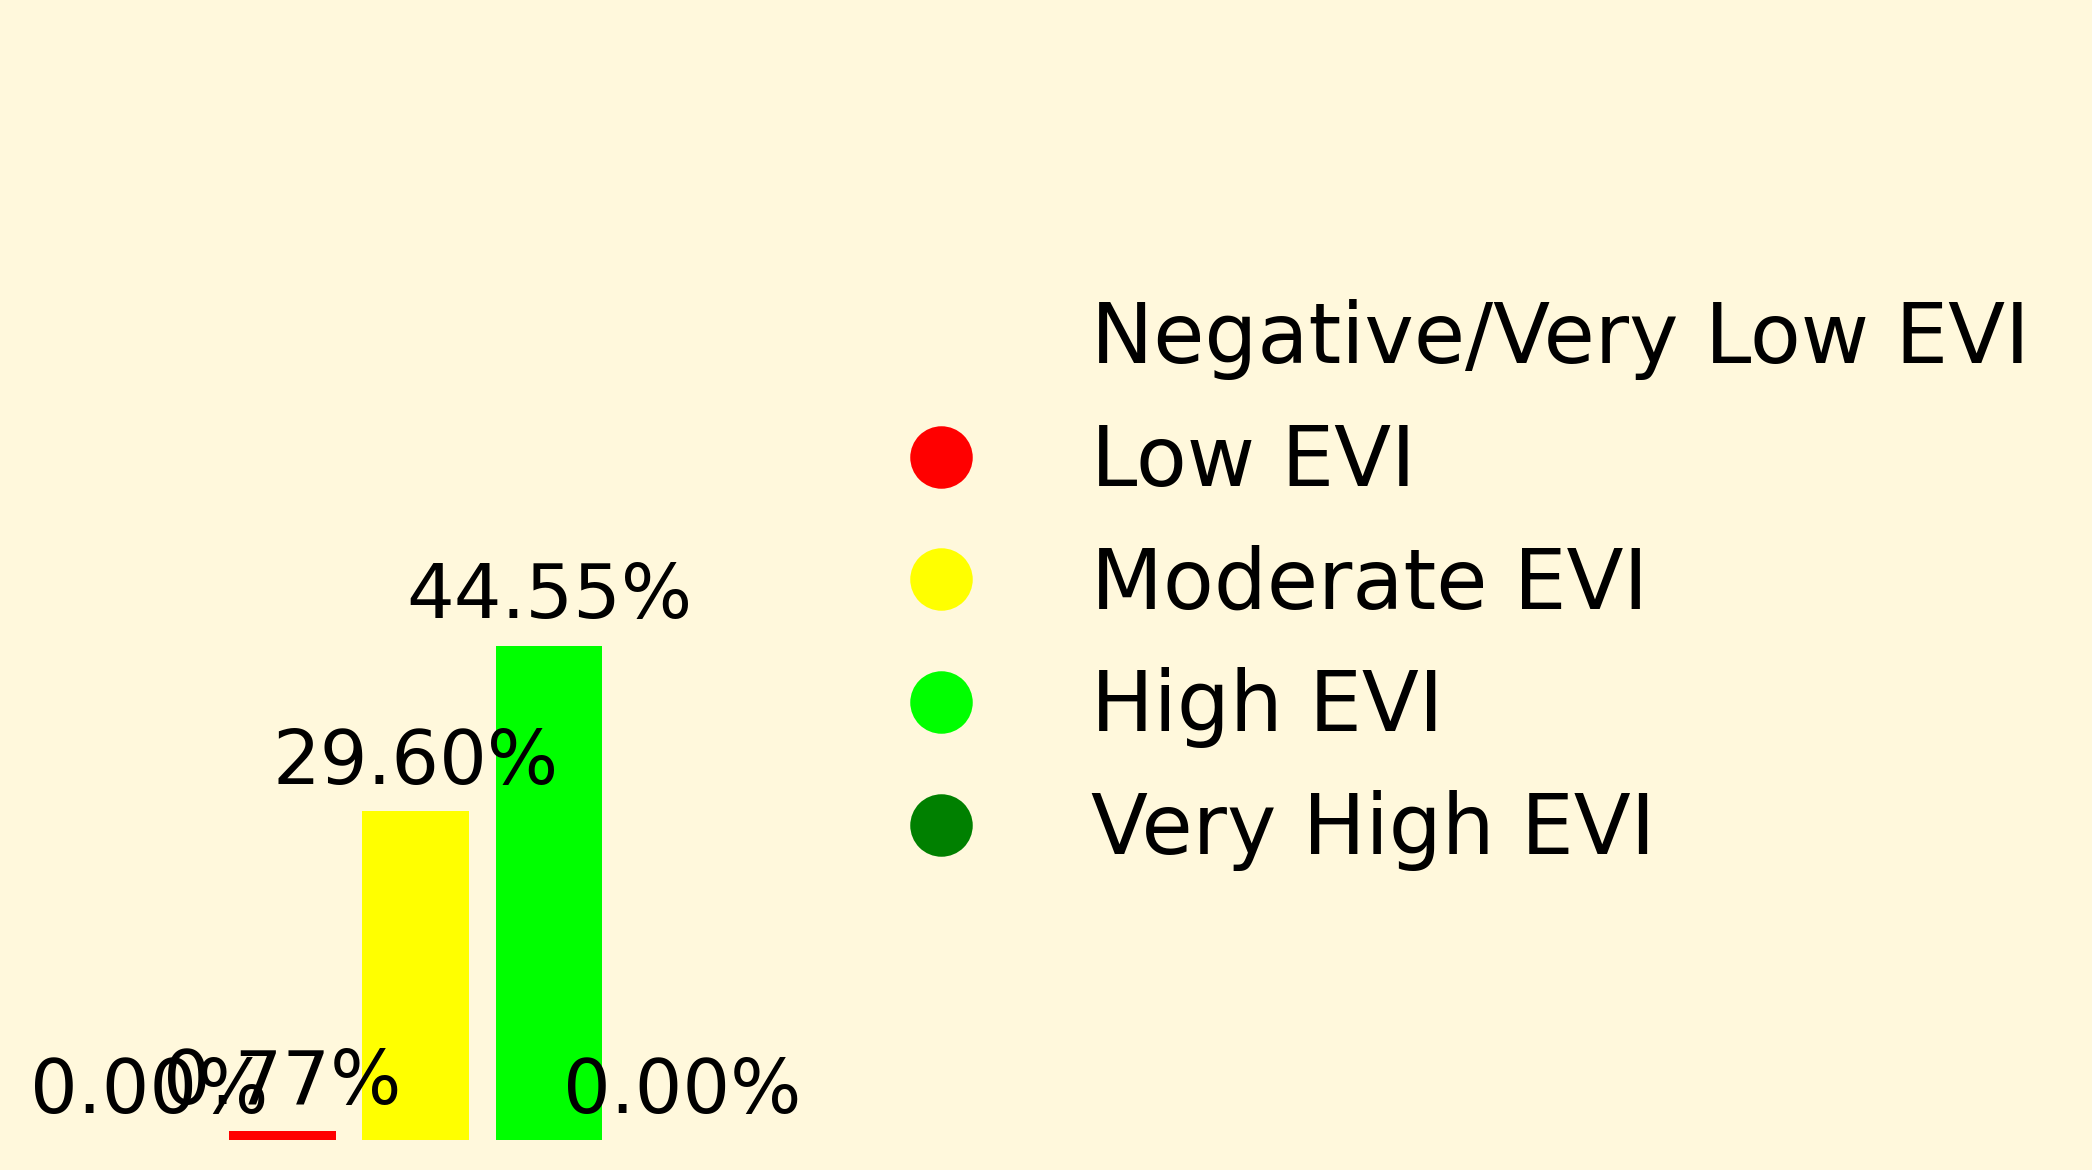 Negative/Very Low EVI
Low EVI
Moderate EVI
High EVI
Very High EVI
44.55%
29.60%
0.00%
0.77%
0.00%